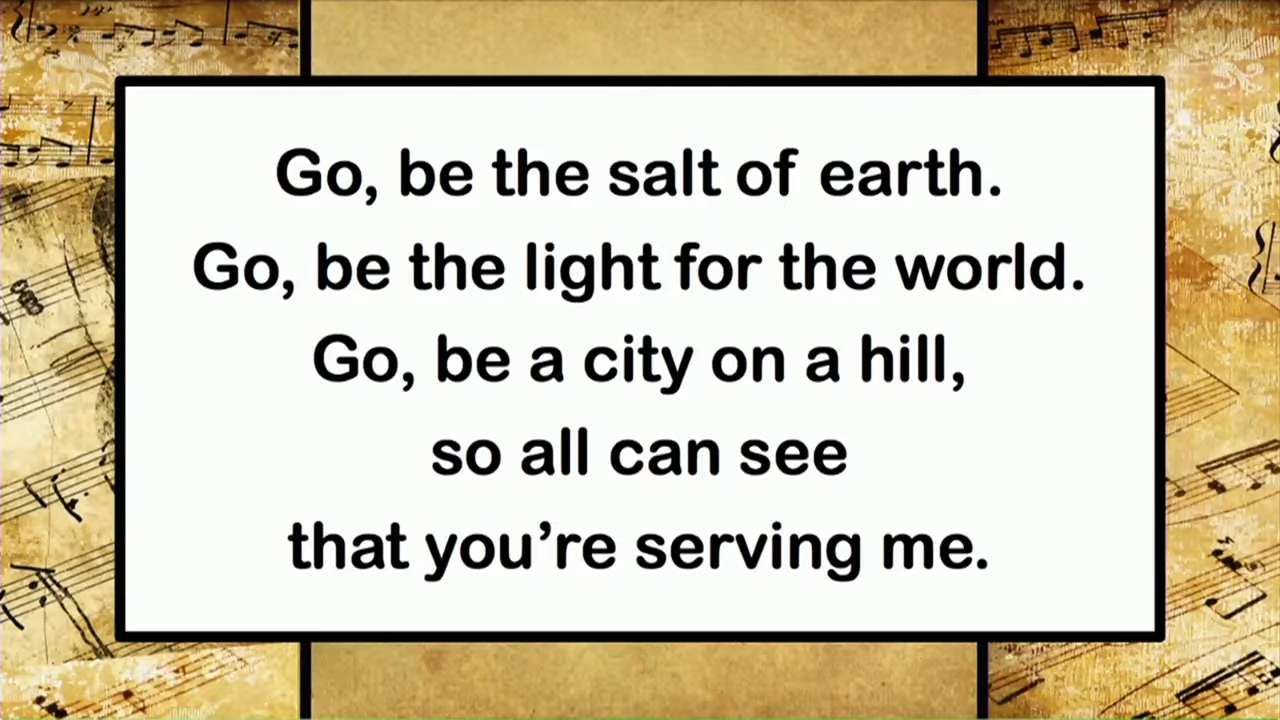 Go, be the salt of earth.
Go, be the light for the world.
Go, be a city on a hill,
so all can see
that you’re serving me.